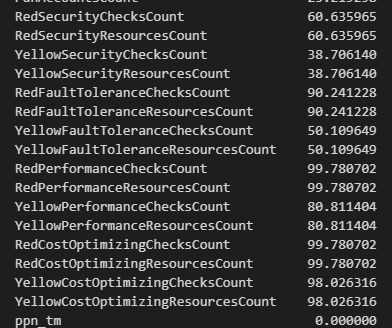 RedSecurityChecksCount 60.635965
RedSecurityResourcesCount 60.635965
YellowSecurityChecksCount 38.706140
YellowSecurityResourcesCount 38.706140
RedFaultToleranceChecksCount 90.241228
RedFaultToleranceResourcesCount 90.241228
YellowFaultToleranceChecksCount 50.109649
YellowFaultToleranceResourcesCount 50.109649
RedPerformanceChecksCount 99.780702
RedPerformanceResourcesCount 99.780702
YellowPerformanceChecksCount 80.811404
YellowPerformanceResourcesCount 80.811404
RedCostOptimizingChecksCount 99.780702
RedCostOptimizingResourcesCount 99.780702
YellowCostOptimizingChecksCount 98.026316
YellowCostOptimizingResourcesCount 98.026316
ppn_tm 0.000000